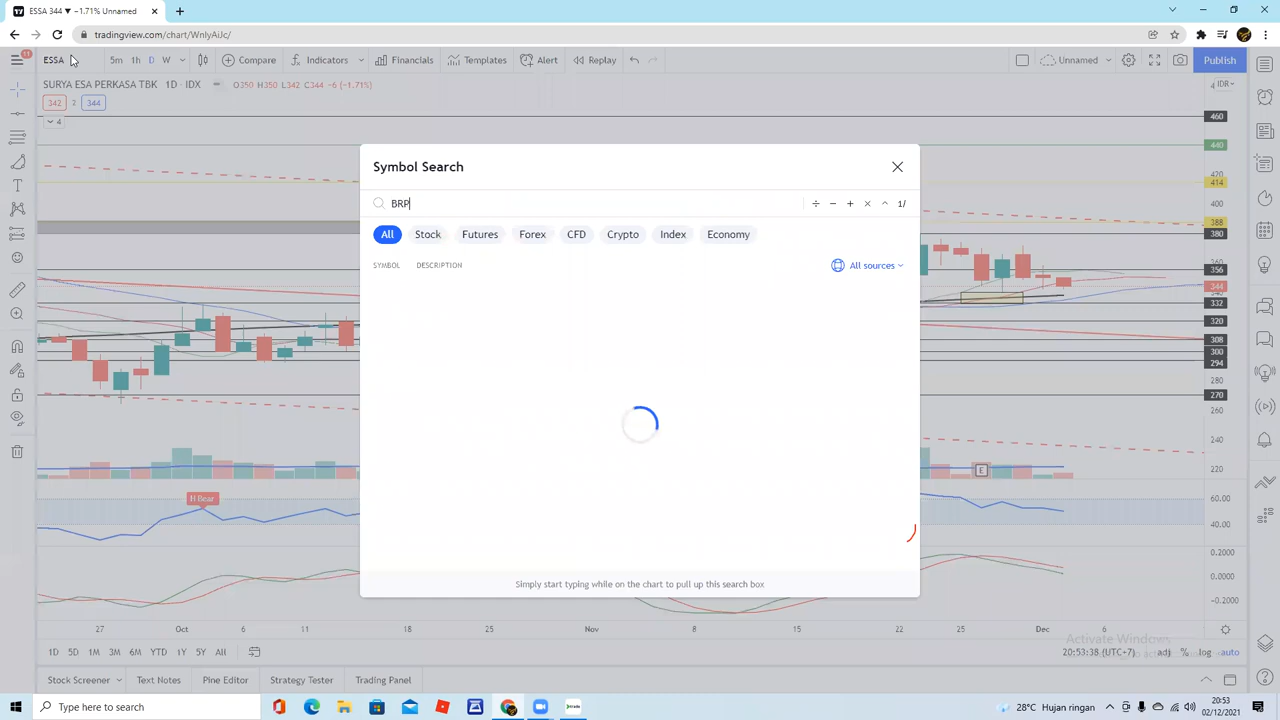 ESSA 344 ▼ −1.71% Unnamed
tradingview.com/chart/WnlyAiJc/
11
ESSA
5m 1h D W
Compare
Indicators
Financials
Templates
Alert
Replay
Unnamed
Publish
SURYA ESA PERKASA TBK · 1D · IDX
O350 H350 L342 C344 −6 (−1.71%)
IDR
342 2 344
4
460
440
420
414
400
388
380
356
344
332
320
308
300
294
280
270
260
240
220
60.00
40.00
0.2000
0.0000
−0.2000
Symbol Search
BRP
÷ − + × 1/
All Stock Futures Forex CFD Crypto Index Economy
SYMBOL DESCRIPTION
All sources
Simply start typing while on the chart to pull up this search box
H Bear
E
27 Oct 6 11 18 25 Nov 8 15 22 25 Dec 6
Activate Windows
1D 5D 1M 3M 6M YTD 1Y 5Y All
20:53:38 (UTC+7)
adj % log auto
Stock Screener Text Notes Pine Editor Strategy Tester Trading Panel
Type here to search
28°C Hujan ringan
20:53
02/12/2021